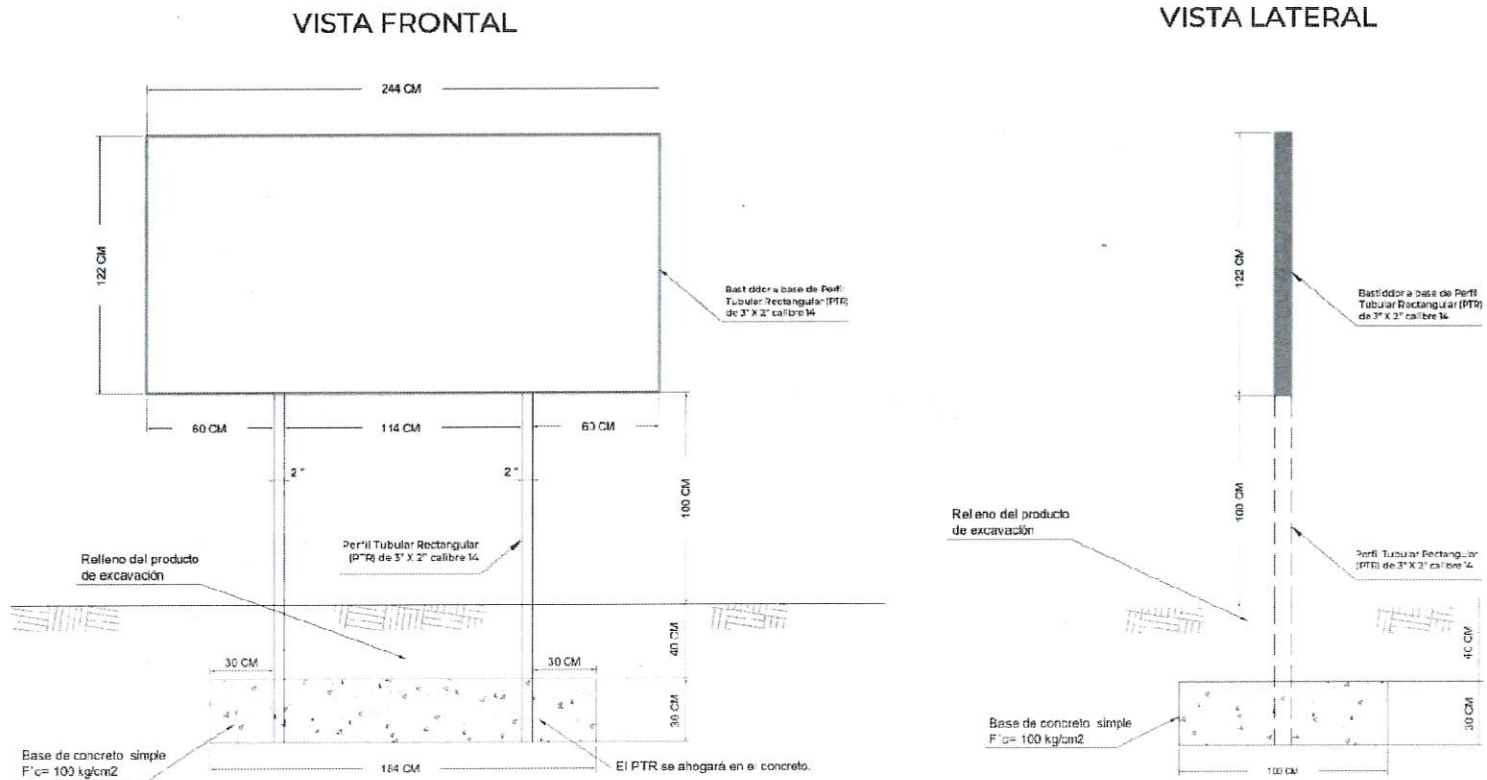 VISTA FRONTAL
244 CM
122 CM
Bastidor a base de Perfil
Tubular Rectangular (PTR)
de 3" X 2" calibre 14
60 CM
114 CM
60 CM
2"
2"
100 CM
Perfil Tubular Rectangular
(PTR) de 3" X 2" calibre 14
Relleno del producto
de excavación
30 CM
30 CM
40 CM
30 CM
Base de concreto simple
F'c= 100 kg/cm2
184 CM
El PTR se ahogará en el concreto.
VISTA LATERAL
122 CM
Bastiddor a base de Perfil
Tubular Rectangular (PTR)
de 3" X 2" calibre 14
100 CM
Relleno del producto
de excavación
Perfil Tubular Rectangular
(PTR) de 3" X 2" calibre 14
40 CM
30 CM
Base de concreto simple
F'c= 100 kg/cm2
100 CM